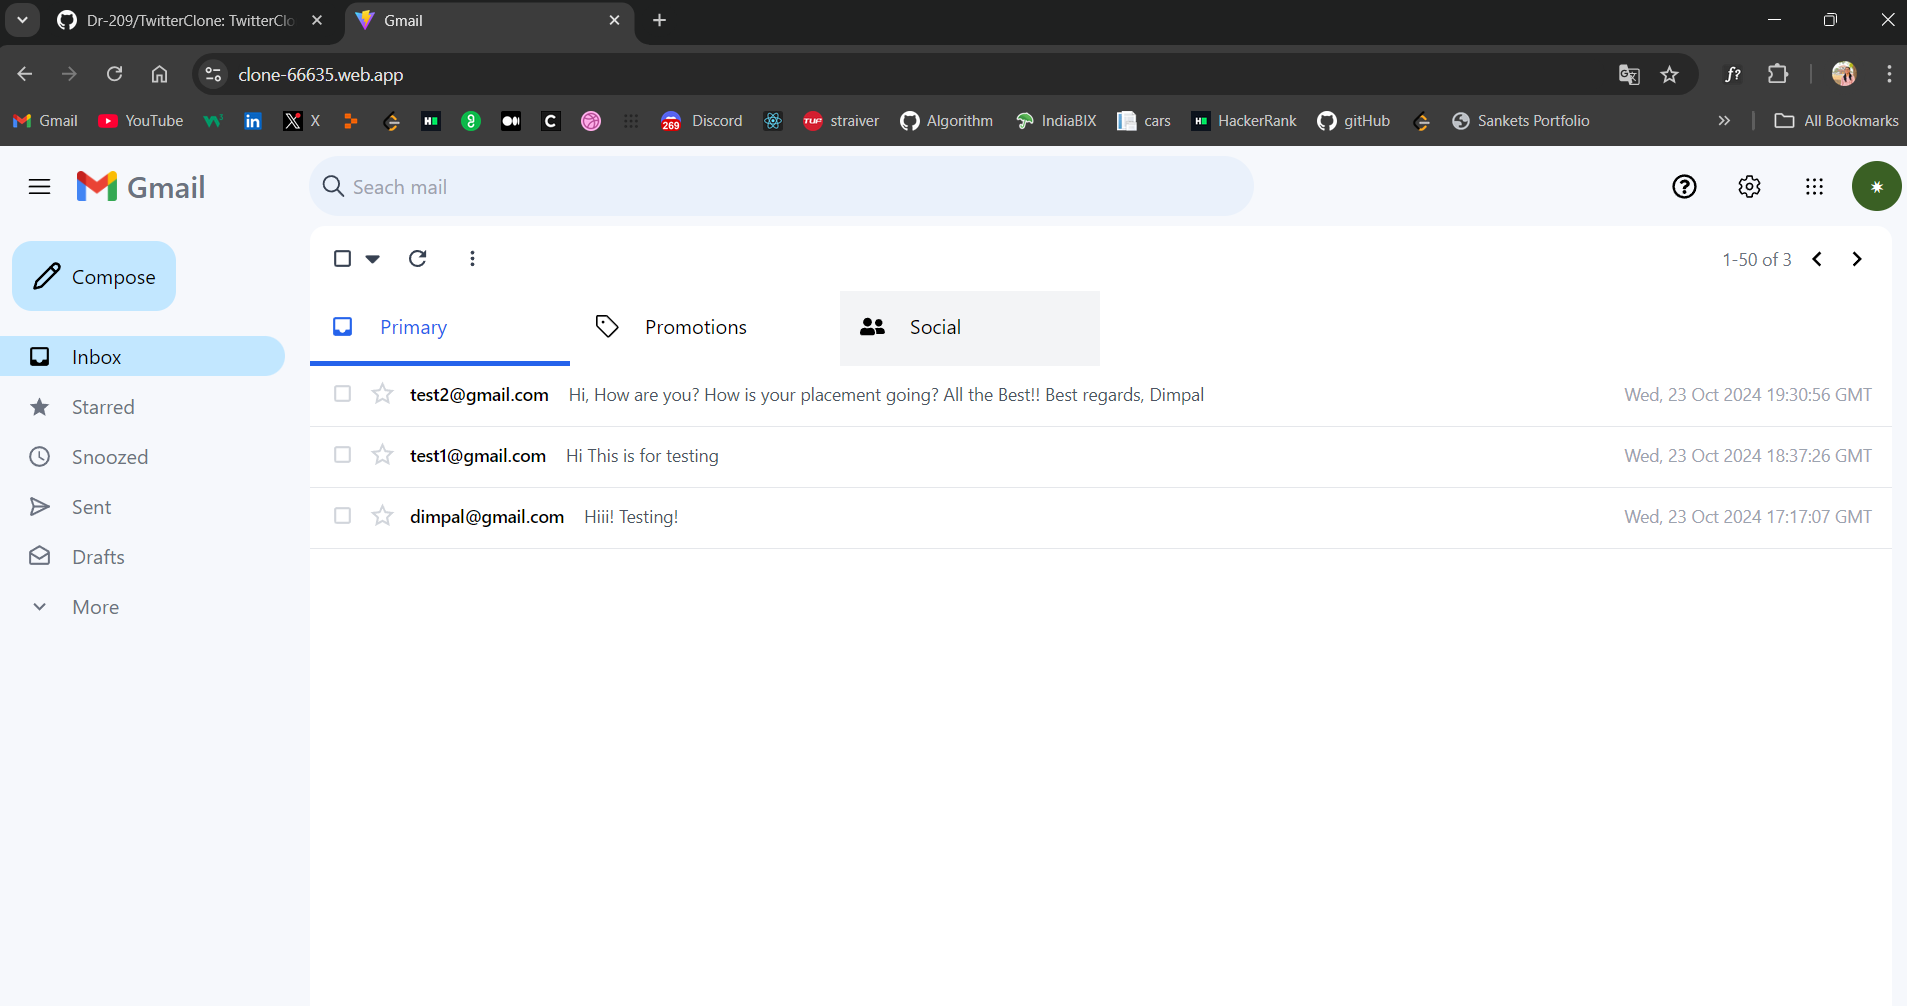 Dr-209/TwitterClone: TwitterClo
Gmail
clone-66635.web.app
f?
Gmail YouTube X 269 Discord TUF straiver Algorithm IndiaBIX cars HackerRank gitHub Sankets Portfolio All Bookmarks
Gmail
Seach mail
Compose
1-50 of 3
Inbox
Starred
Snoozed
Sent
Drafts
More
Primary
Promotions
Social
test2@gmail.com Hi, How are you? How is your placement going? All the Best!! Best regards, Dimpal Wed, 23 Oct 2024 19:30:56 GMT
test1@gmail.com Hi This is for testing Wed, 23 Oct 2024 18:37:26 GMT
dimpal@gmail.com Hiii! Testing! Wed, 23 Oct 2024 17:17:07 GMT